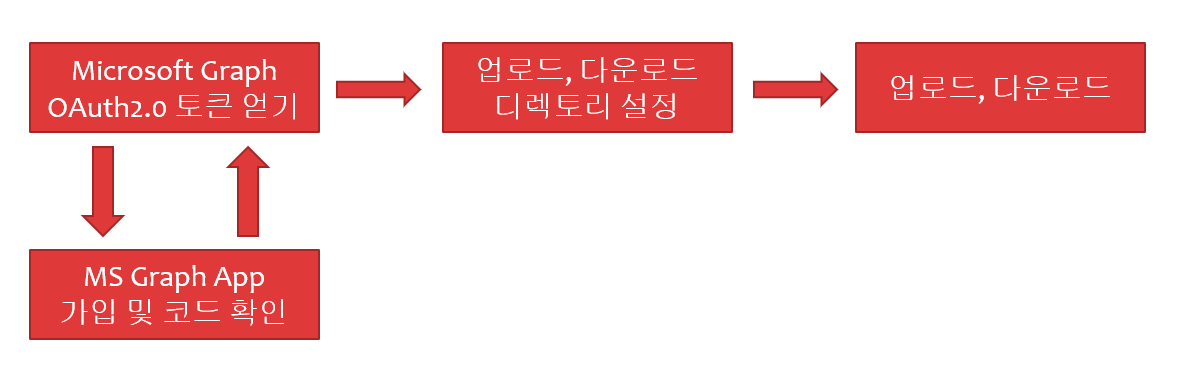 Microsoft Graph
OAuth2.0 토큰 얻기
업로드, 다운로드
디렉토리 설정
업로드, 다운로드
MS Graph App
가입 및 코드 확인